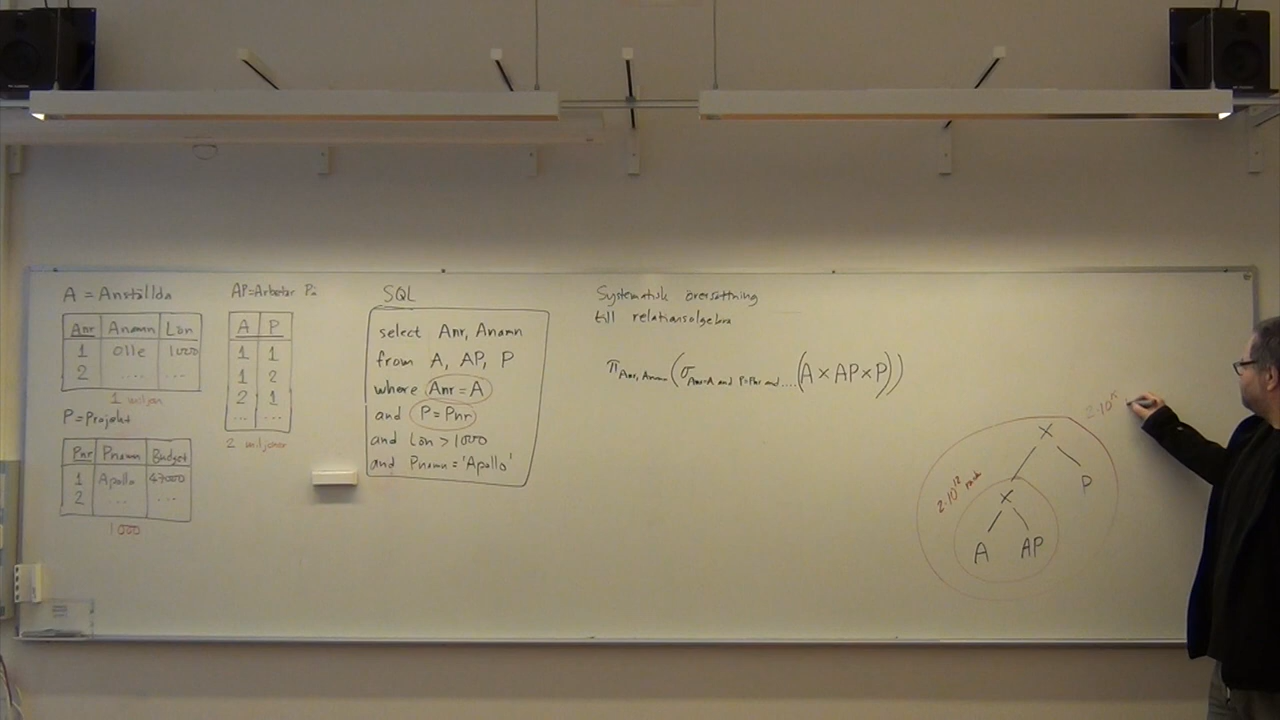 A = Anställda
Anr Anamn Lön
1 Olle 1000
2 ....
1 miljon
P = Projekt
Pnr Pnamn Budget
1 Apollo 47000
2 ... ...
1000
AP=Arbetar På
A P
1 1
1 2
2 1
... ...
2 miljoner
SQL
select Anr, Anamn
from A, AP, P
where Anr = A
and P = Pnr
and Lön > 1000
and Pnamn = 'Apollo'
Systematisk översättning
till relationsalgebra
π Anr, Anamn (σ Anr=A and P=Pnr and .... (A × AP × P))
2·10¹⁵
×
2·10¹² rader
× P
A AP